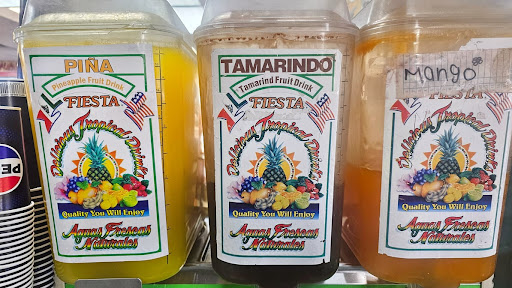 PIÑA
Pineapple Fruit Drink
FIESTA
Delicious Tropical Drinks
Quality You Will Enjoy
Aguas Frescas
Naturales
TAMARINDO
Tamarind Fruit Drink
FIESTA
Delicious Tropical Drinks
Quality You Will Enjoy
Aguas Frescas
Naturales
Mango
FIESTA
Delicious Tropical Drinks
Quality You Will Enjoy
Aguas Frescas
Naturales
PE